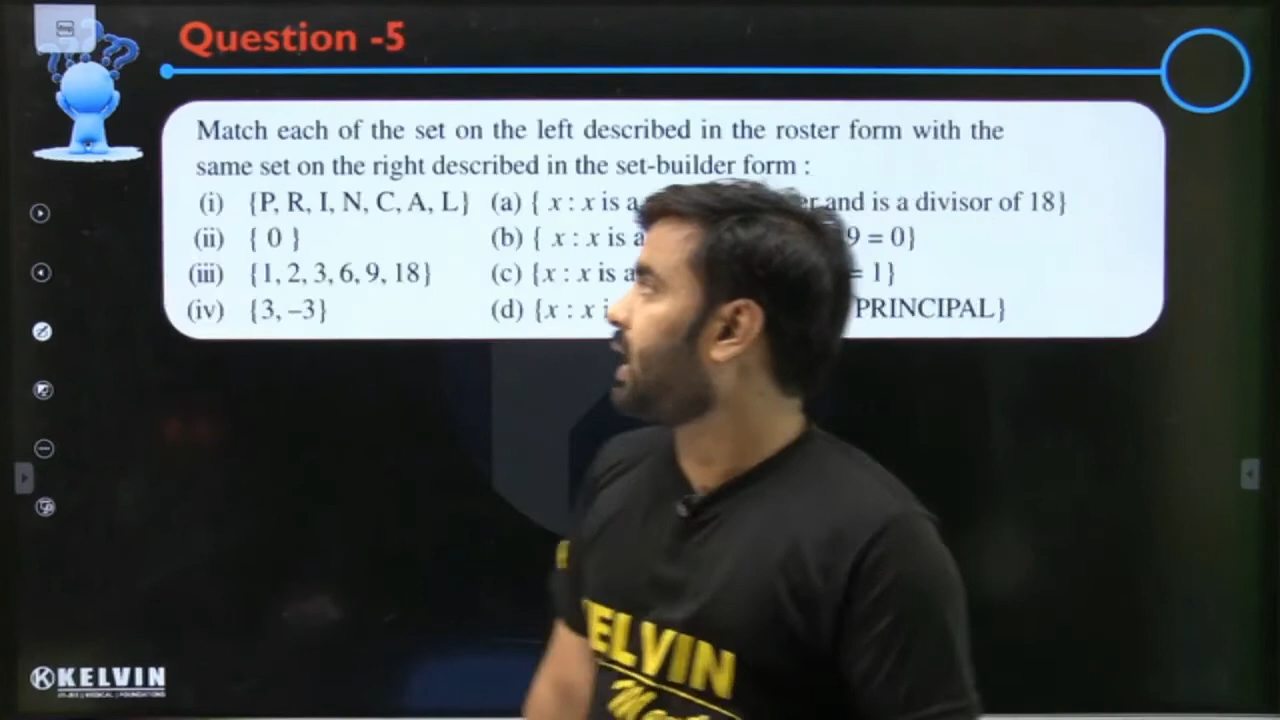 Question -5
Match each of the set on the left described in the roster form with the
same set on the right described in the set-builder form :
(i) {P, R, I, N, C, A, L} (a) { x : x is a and is a divisor of 18}
(ii) { 0 } (b) { x : x is a 9 = 0}
(iii) {1, 2, 3, 6, 9, 18} (c) {x : x is a = 1}
(iv) {3, –3} (d) {x : x PRINCIPAL}
KELVIN
KELVIN